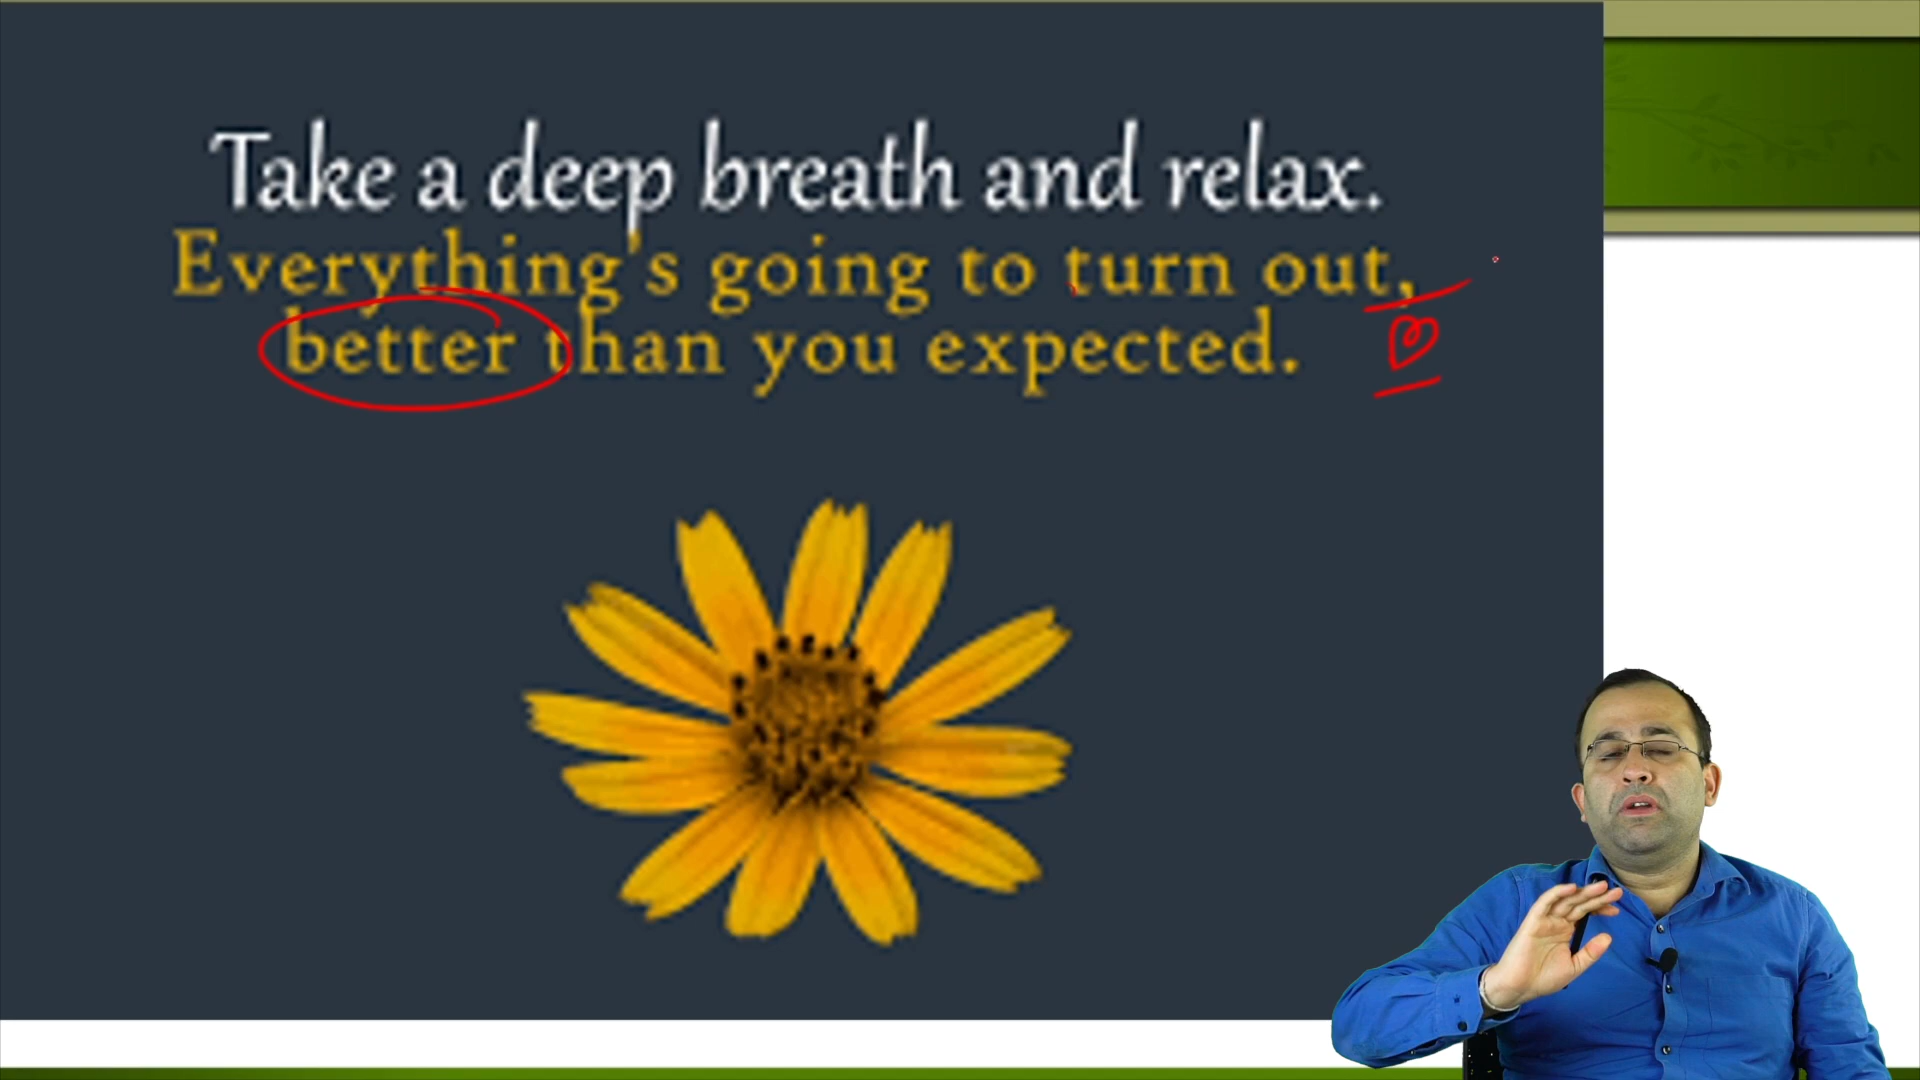 Take a deep breath and relax.
Everything's going to turn out,
better than you expected.